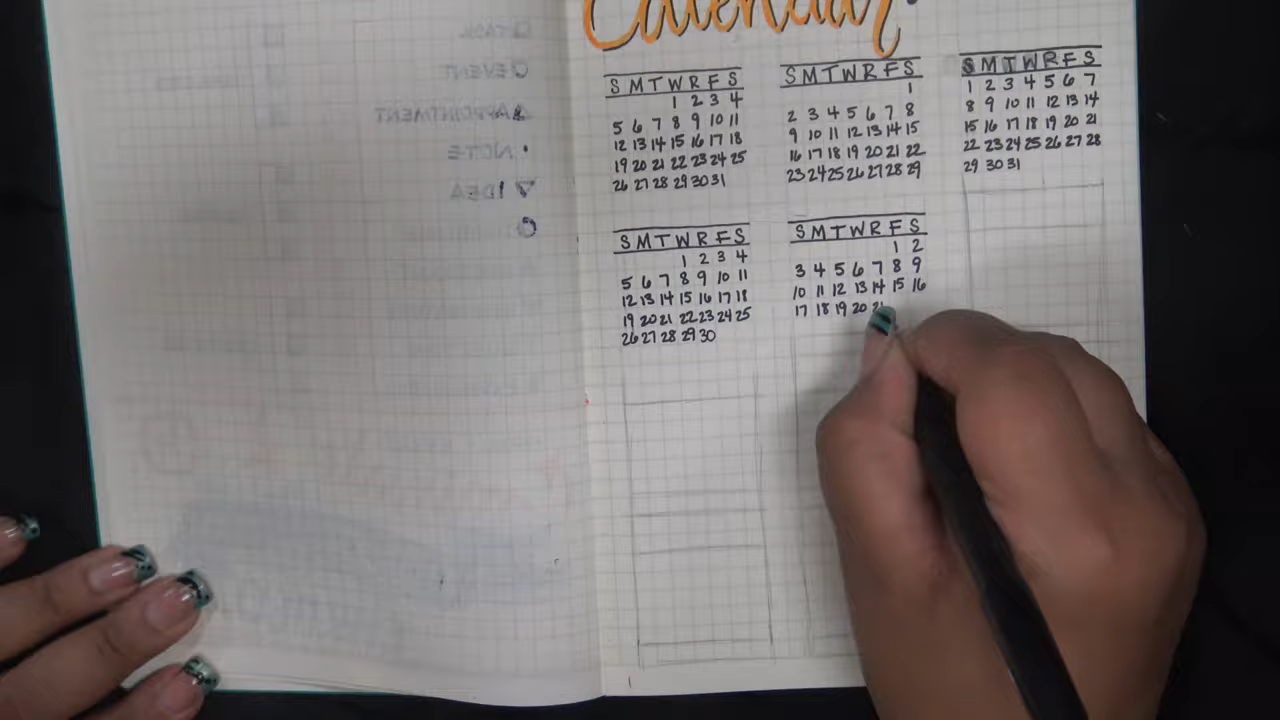 Calendar
S M T W R F S
1 2 3 4
5 6 7 8 9 10 11
12 13 14 15 16 17 18
19 20 21 22 23 24 25
26 27 28 29 30 31
S M T W R F S
1
2 3 4 5 6 7 8
9 10 11 12 13 14 15
16 17 18 19 20 21 22
23 24 25 26 27 28 29
S M T W R F S
1 2 3 4 5 6 7
8 9 10 11 12 13 14
15 16 17 18 19 20 21
22 23 24 25 26 27 28
29 30 31
S M T W R F S
1 2 3 4
5 6 7 8 9 10 11
12 13 14 15 16 17 18
19 20 21 22 23 24 25
26 27 28 29 30
S M T W R F S
1 2
3 4 5 6 7 8 9
10 11 12 13 14 15 16
17 18 19 20 21
TASK
EVENT
APPOINTMENT
NOTE
IDEA